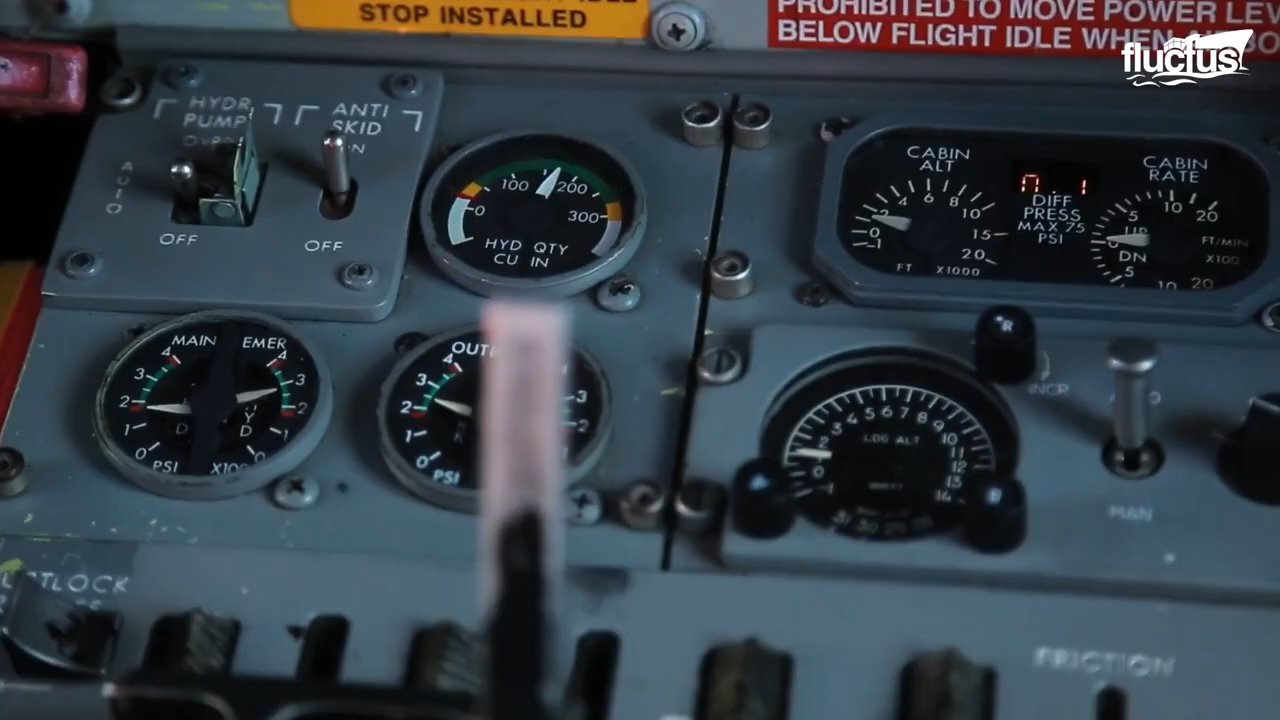 STOP INSTALLED
PROHIBITED TO MOVE POWER LEV
BELOW FLIGHT IDLE WHEN
fluctus
HYDR
PUMP
ANTI
SKID
AUTO
OFF
OFF
100 200
0 300
HYD QTY
CU IN
CABIN
ALT
0 2 4 6 8 10
-1 15
20
FT X1000
0.1
DIFF
PRESS
MAX 75
PSI
CABIN
RATE
5 10 20
UP
0
DN
5 10 20
FT/MIN
X100
MAIN EMER
4 4
3 3
2 2
1 1
0 0
PSI X100
4
3 3
2 2
1
0
PSI
INCR
2 3 4 5 6 7 8 9 10
0 11
-1 12
13
14
LDG ALT
MAN
FRICTION